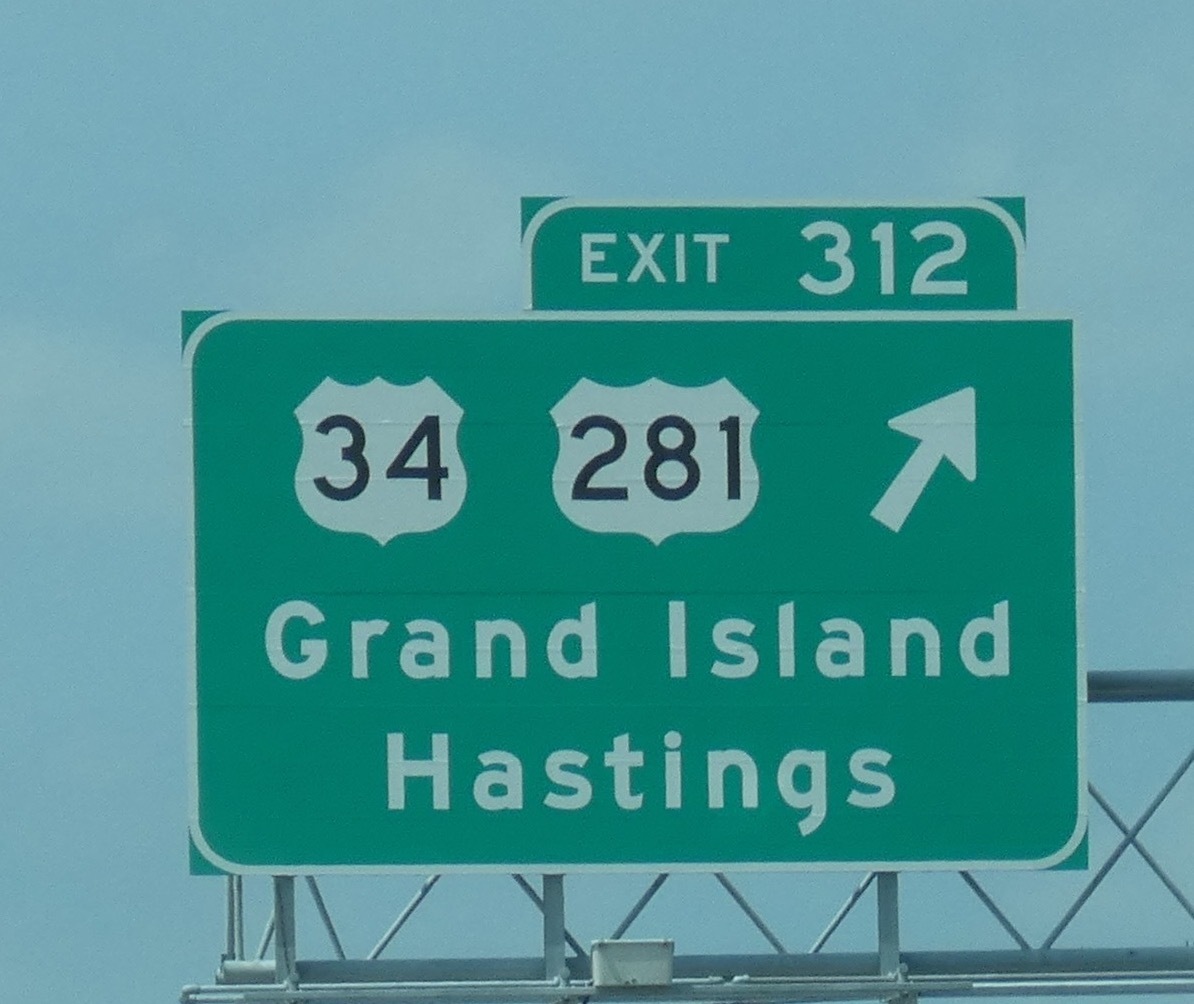 EXIT 312
34 281
Grand Island
Hastings